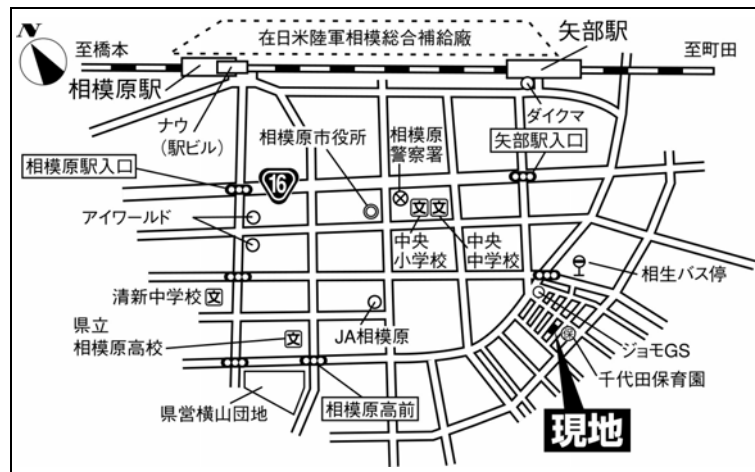 N
在日米陸軍相模総合補給廠
矢部駅
至橋本
至町田
相模原駅
ナウ
（駅ビル）
ダイクマ
相模原市役所
相模原
警察署
矢部駅入口
相模原駅入口
16
アイワールド
文
文
中央
小学校
中央
中学校
相生バス停
清新中学校
文
県立
相模原高校
文
JA相模原
ジョモGS
保
千代田保育園
県営横山団地
相模原高前
現地